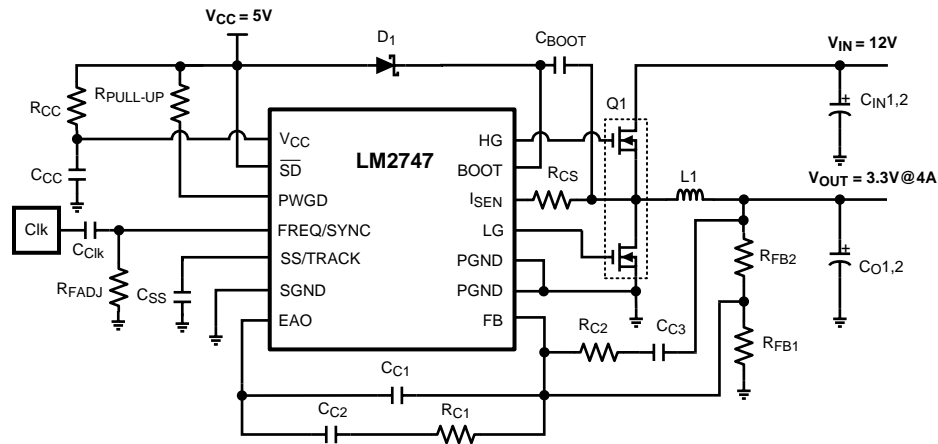 VCC = 5V
D1
CBOOT
VIN = 12V
RCC
RPULL-UP
Q1
CIN1,2
+
VCC
HG
LM2747
CCC
SD
BOOT
RCS
L1
VOUT = 3.3V@4A
PWGD
ISEN
Clk
FREQ/SYNC
LG
CClk
SS/TRACK
PGND
RFB2
+
CO1,2
RFADJ
CSS
SGND
PGND
EAO
FB
RC2
CC3
RFB1
CC1
CC2
RC1